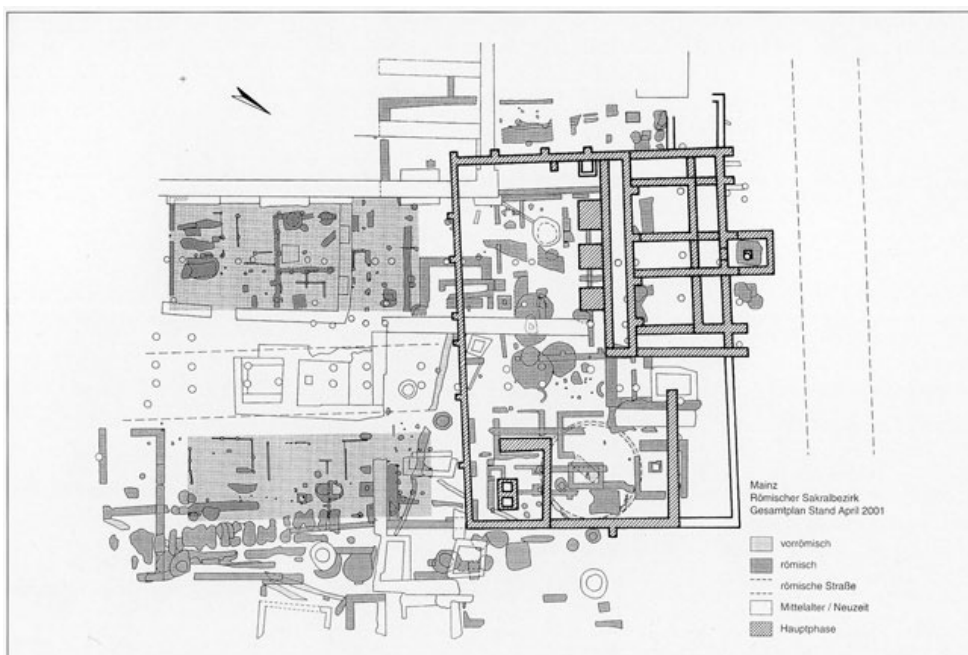 Mainz
Römischer Sakralbezirk
Gesamtplan Stand April 2001
vorrömisch
römisch
römische Straße
Mittelalter / Neuzeit
Hauptphase